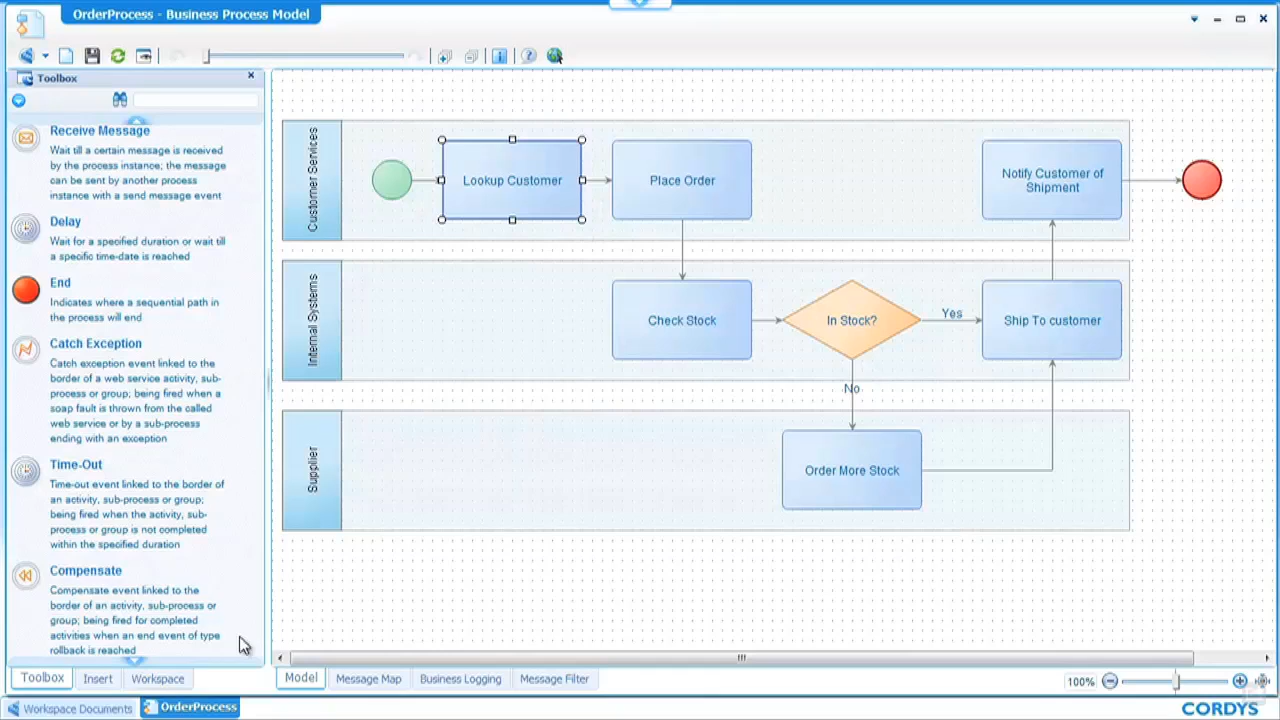 OrderProcess - Business Process Model
Toolbox
Receive Message
Wait till a certain message is received
by the process instance; the message
can be sent by another process
instance with a send message event
Delay
Wait for a specified duration or wait till
a specific time-date is reached
End
Indicates where a sequential path in
the process will end
Catch Exception
Catch exception event linked to the
border of a web service activity, sub-
process or group; being fired when a
soap fault is thrown from the called
web service or by a sub-process
ending with an exception
Time-Out
Time-out event linked to the border of
an activity, sub-process or group;
being fired when the activity, sub-
process or group is not completed
within the specified duration
Compensate
Compensate event linked to the
border of an activity, sub-process or
group; being fired for completed
activities when an end event of type
rollback is reached
Toolbox
Insert
Workspace
Customer Services
Lookup Customer
Place Order
Notify Customer of
Shipment
Internal Systems
Check Stock
In Stock?
Yes
Ship To customer
No
Supplier
Order More Stock
Model
Message Map
Business Logging
Message Filter
100%
Workspace Documents
OrderProcess
CORDYS